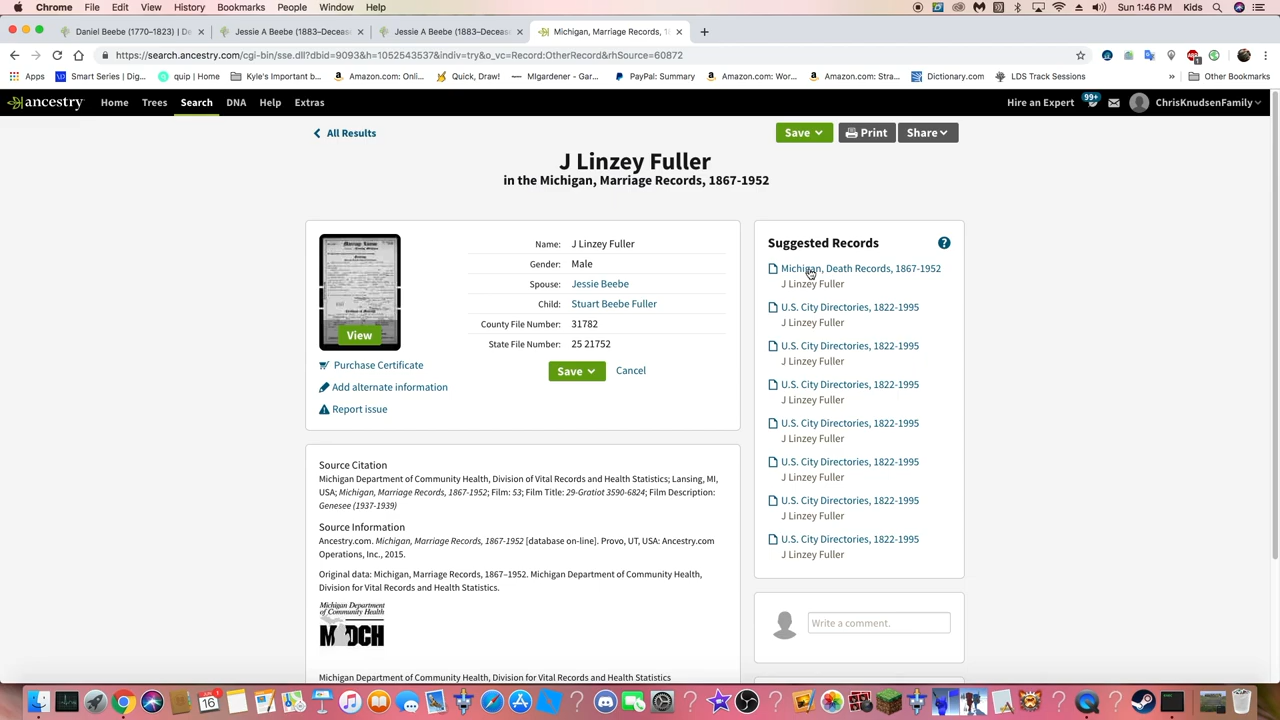 Chrome File Edit View History Bookmarks People Window Help
Sun 1:46 PM Kids
Daniel Beebe (1770–1823) | De
Jessie A Beebe (1883–Deceas
Jessie A Beebe (1883–Deceas
Michigan, Marriage Records, 1
https://search.ancestry.com/cgi-bin/sse.dll?dbid=9093&h=1052543537&indiv=try&o_vc=Record:OtherRecord&rhSource=60872
Apps
Smart Series | Dig...
quip | Home
Kyle's Important b...
Amazon.com: Onli...
Quick, Draw!
MIgardener - Gar...
PayPal: Summary
Amazon.com: Wor...
Amazon.com: Stra...
Dictionary.com
LDS Track Sessions
»
Other Bookmarks
ancestry
Home Trees Search DNA Help Extras
Hire an Expert
99+
ChrisKnudsenFamily
All Results
Save
Print
Share
J Linzey Fuller
in the Michigan, Marriage Records, 1867-1952
View
Purchase Certificate
Add alternate information
Report issue
Name: J Linzey Fuller
Gender: Male
Spouse: Jessie Beebe
Child: Stuart Beebe Fuller
County File Number: 31782
State File Number: 25 21752
Save
Cancel
Source Citation
Michigan Department of Community Health, Division of Vital Records and Health Statistics; Lansing, MI,
USA; Michigan, Marriage Records, 1867-1952; Film: 53; Film Title: 29-Gratiot 3590-6824; Film Description:
Genesee (1937-1939)
Source Information
Ancestry.com. Michigan, Marriage Records, 1867-1952 [database on-line]. Provo, UT, USA: Ancestry.com
Operations, Inc., 2015.
Original data: Michigan, Marriage Records, 1867–1952. Michigan Department of Community Health,
Division for Vital Records and Health Statistics.
Michigan Department
of Community Health
MDCH
Michigan Department of Community Health, Division for Vital Records and Health Statistics
Suggested Records
?
Michigan, Death Records, 1867-1952
J Linzey Fuller
U.S. City Directories, 1822-1995
J Linzey Fuller
U.S. City Directories, 1822-1995
J Linzey Fuller
U.S. City Directories, 1822-1995
J Linzey Fuller
U.S. City Directories, 1822-1995
J Linzey Fuller
U.S. City Directories, 1822-1995
J Linzey Fuller
U.S. City Directories, 1822-1995
J Linzey Fuller
U.S. City Directories, 1822-1995
J Linzey Fuller
Write a comment.